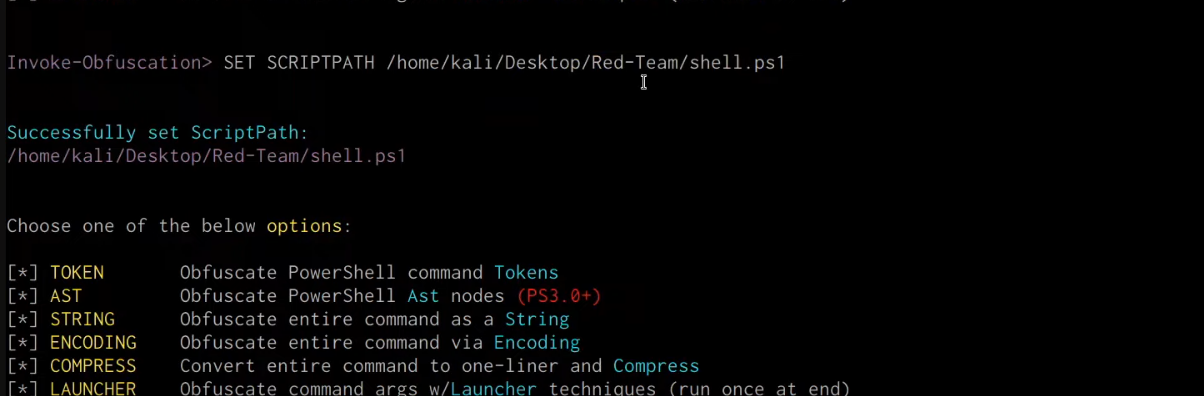 Invoke-Obfuscation> SET SCRIPTPATH /home/kali/Desktop/Red-Team/shell.ps1
Successfully set ScriptPath:
/home/kali/Desktop/Red-Team/shell.ps1
Choose one of the below options:
[*] TOKEN Obfuscate PowerShell command Tokens
[*] AST Obfuscate PowerShell Ast nodes (PS3.0+)
[*] STRING Obfuscate entire command as a String
[*] ENCODING Obfuscate entire command via Encoding
[*] COMPRESS Convert entire command to one-liner and Compress
[*] LAUNCHER Obfuscate command args w/Launcher techniques (run once at end)